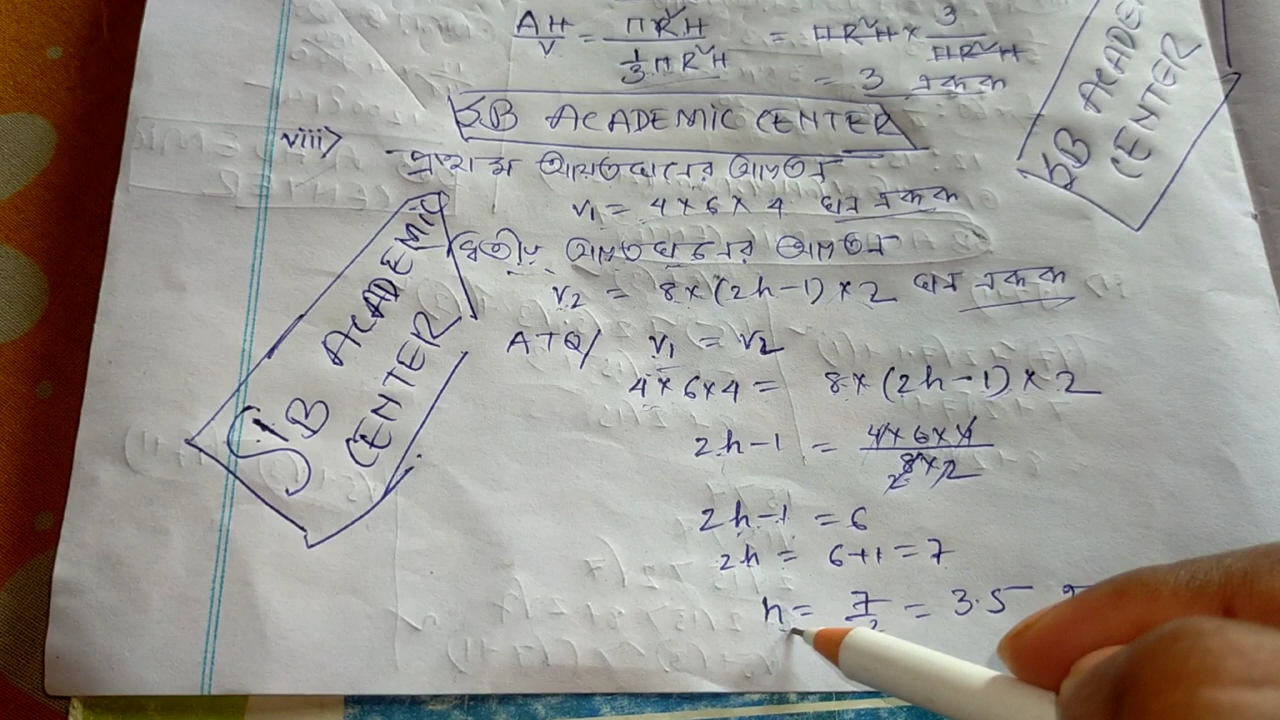 AH/V = ΠR²H / ⅓ΠR²H = ΠR²H × 3/ΠR²H
= 3 একক
SB ACADEMIC CENTER
SB ACADE
CENTER
viii) প্রথম আয়তঘনের আয়তন
V₁ = 4 × 6 × 4 ঘন একক
দ্বিতীয় আয়তঘনের আয়তন
V₂ = 8 × (2h-1) × 2 ঘন একক
SB ACADEMIC
CENTER
ATQ/ V₁ = V₂
4 × 6 × 4 = 8 × (2h-1) × 2
2h-1 = 4 × 6 × 4 / 8 × 2
2
2h-1 = 6
2h = 6+1 = 7
h = 7/2 = 3.5